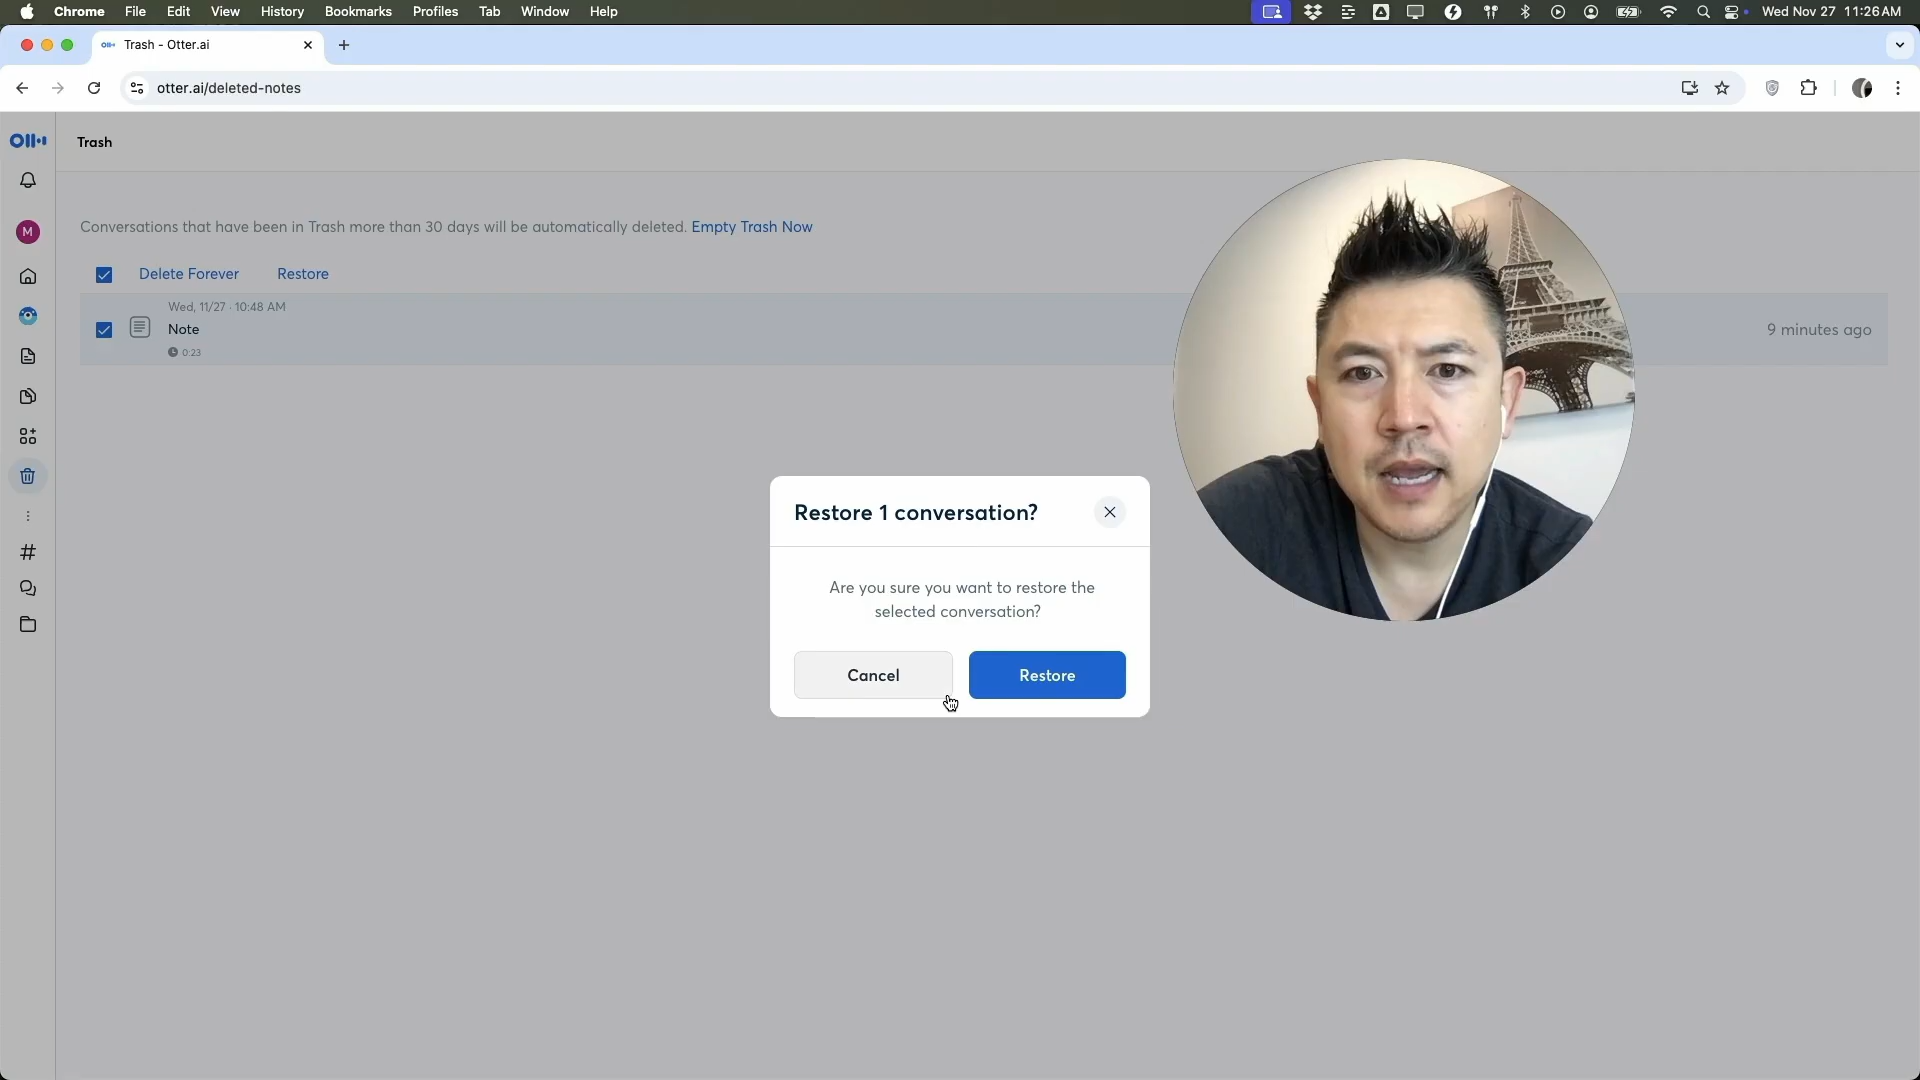 Chrome File Edit View History Bookmarks Profiles Tab Window Help Wed Nov 27 11:26 AM
Trash - Otter.ai
otter.ai/deleted-notes
Trash
M
Conversations that have been in Trash more than 30 days will be automatically deleted. Empty Trash Now
Delete Forever Restore
Wed, 11/27 · 10:48 AM
Note
0:23
9 minutes ago
Restore 1 conversation?
Are you sure you want to restore the
selected conversation?
Cancel Restore